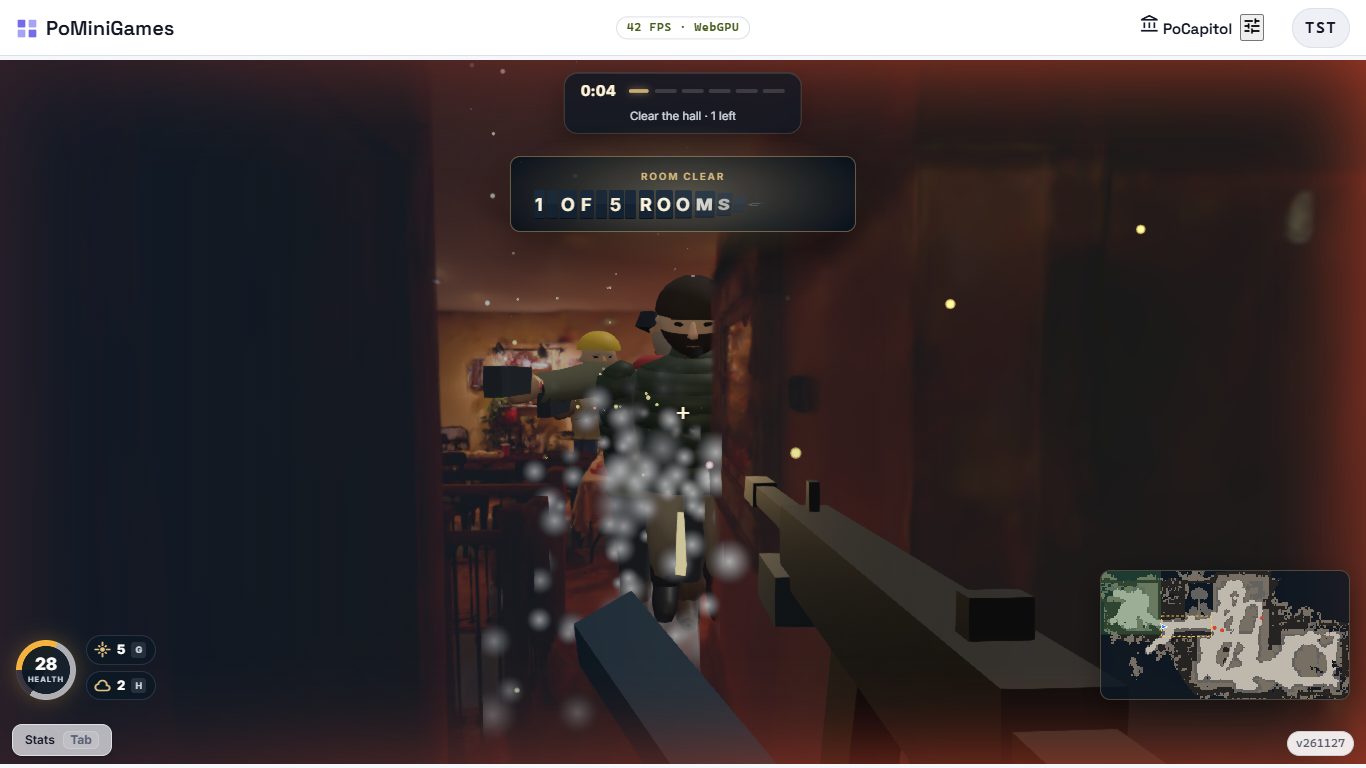 PoMiniGames
42 FPS · WebGPU
PoCapitol
TST
0:04
Clear the hall · 1 left
ROOM CLEAR
1 OF 5 ROOMS
28
HEALTH
5 G
2 H
Stats Tab
v261127